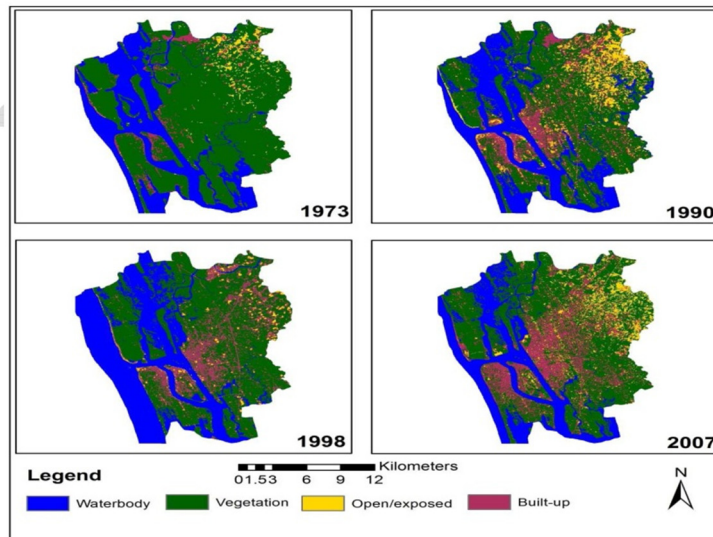 1973
1990
1998
2007
Legend
Kilometers
01.53 6 9 12
N
Waterbody
Vegetation
Open/exposed
Built-up